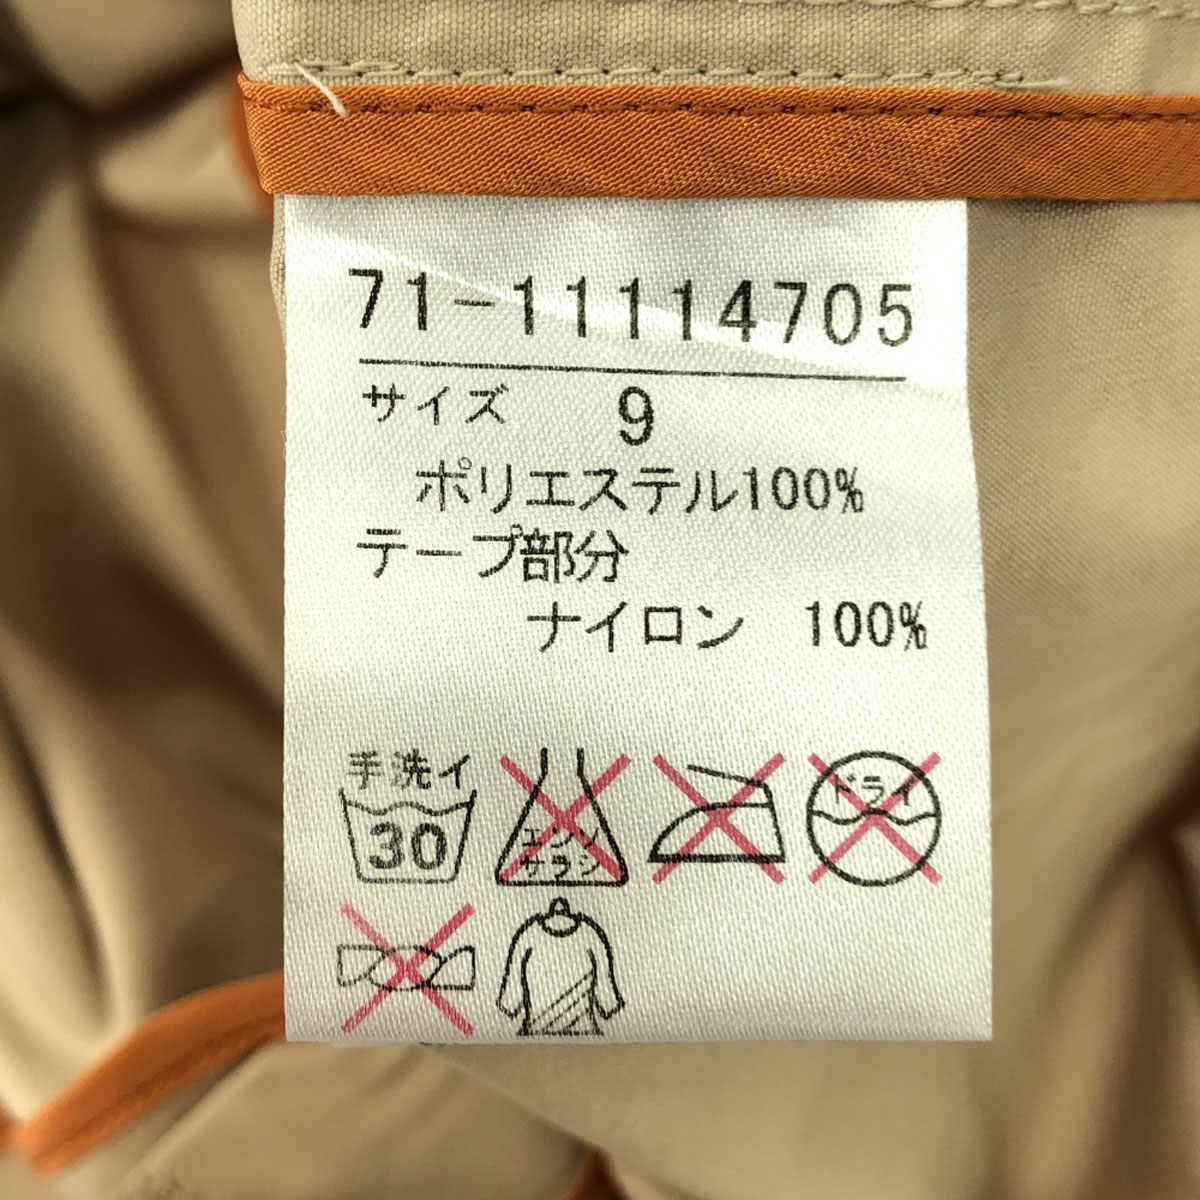 71-11114705
サイズ 9
ポリエステル100%
テープ部分
ナイロン 100%
手洗イ
30
エンソ
サラシ
ドライ